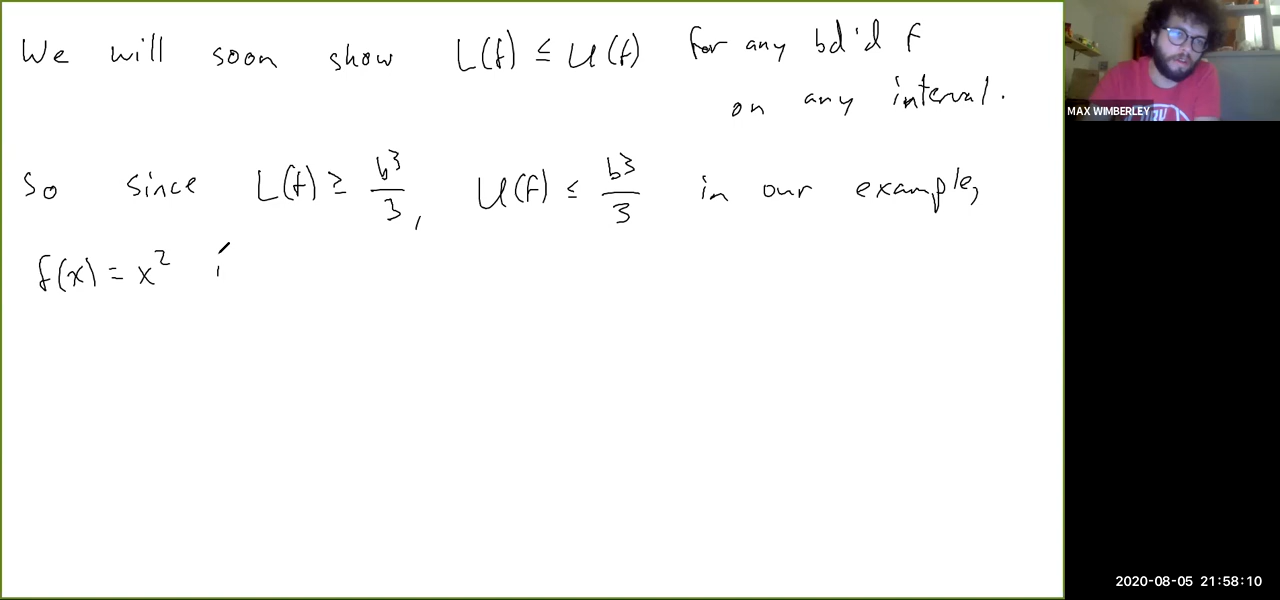 We will soon show L(f) ≤ U(f) for any bd'd f
on any interval.
So since L(f) ≥ b³/3, U(f) ≤ b³/3 in our example,
f(x) = x² i
MAX WIMBERLEY
2020-08-05 21:58:10